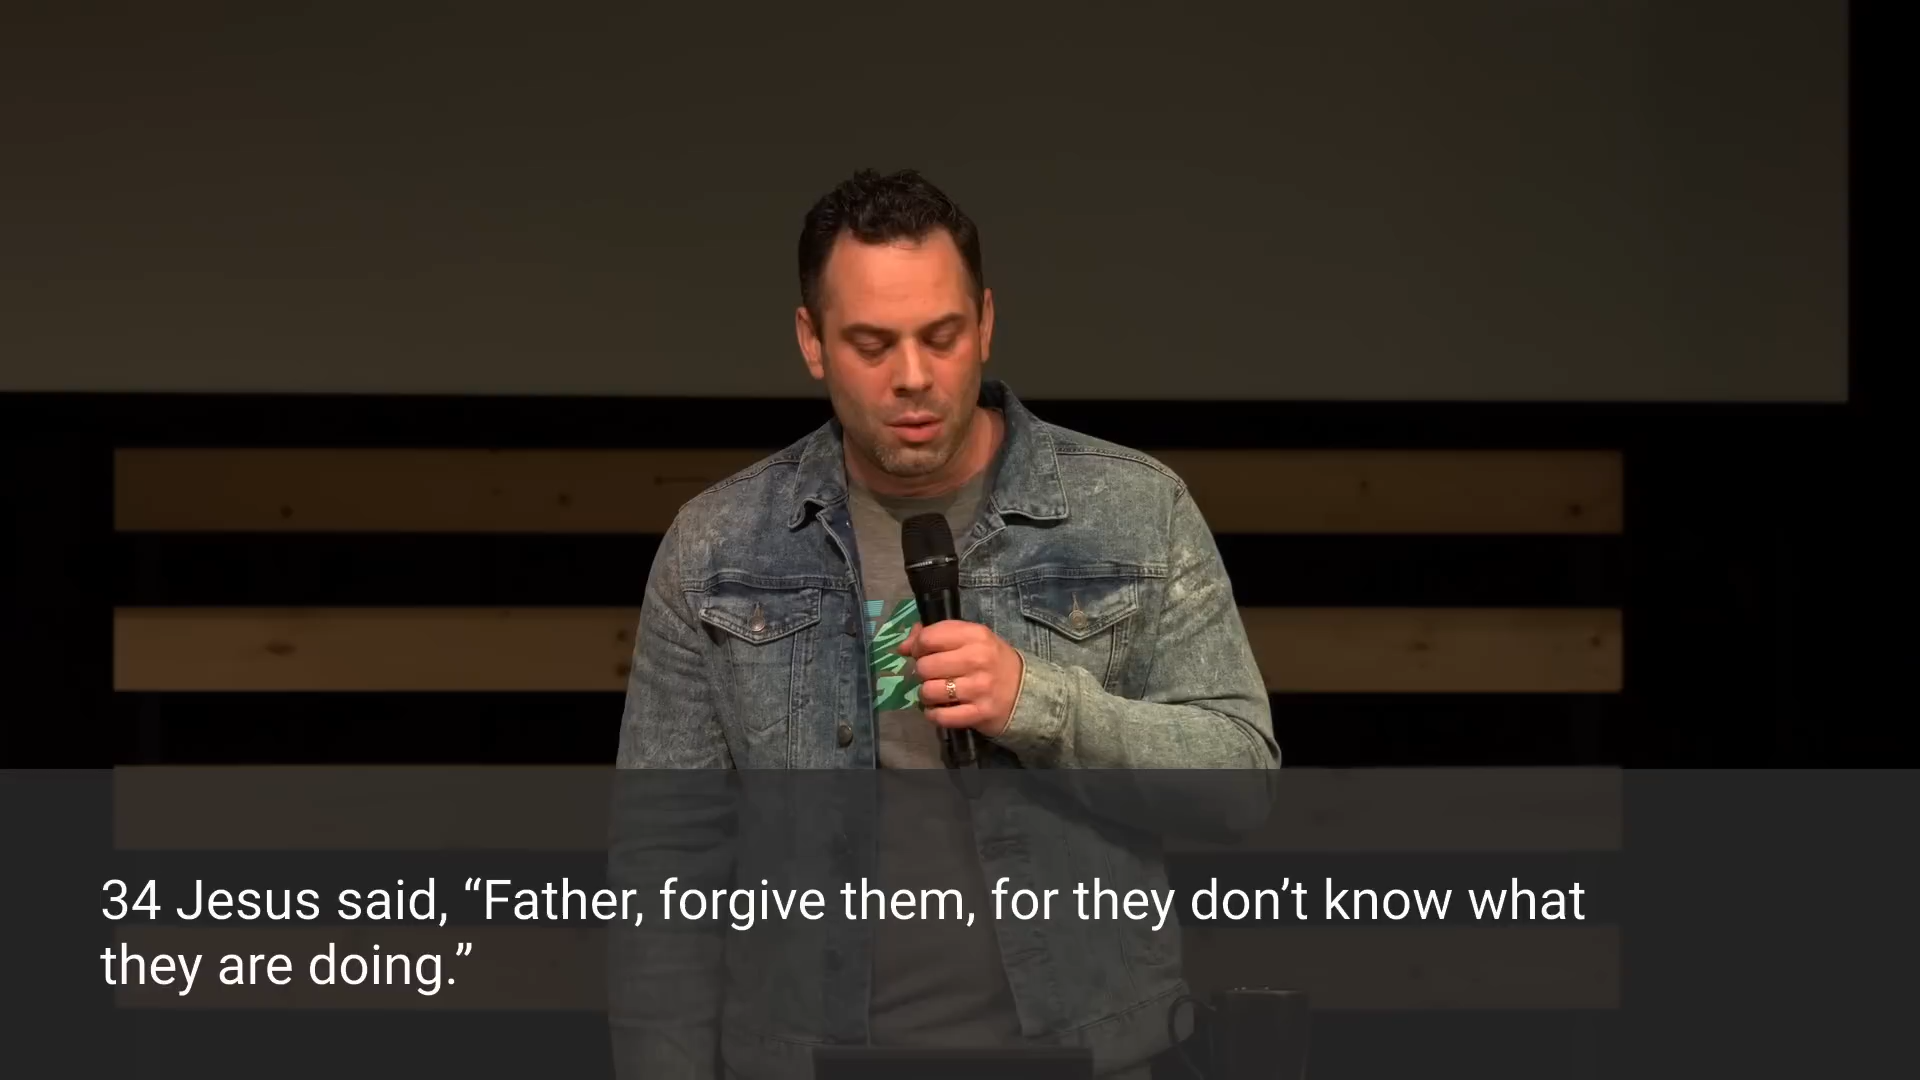 34 Jesus said, “Father, forgive them, for they don’t know what
they are doing.”